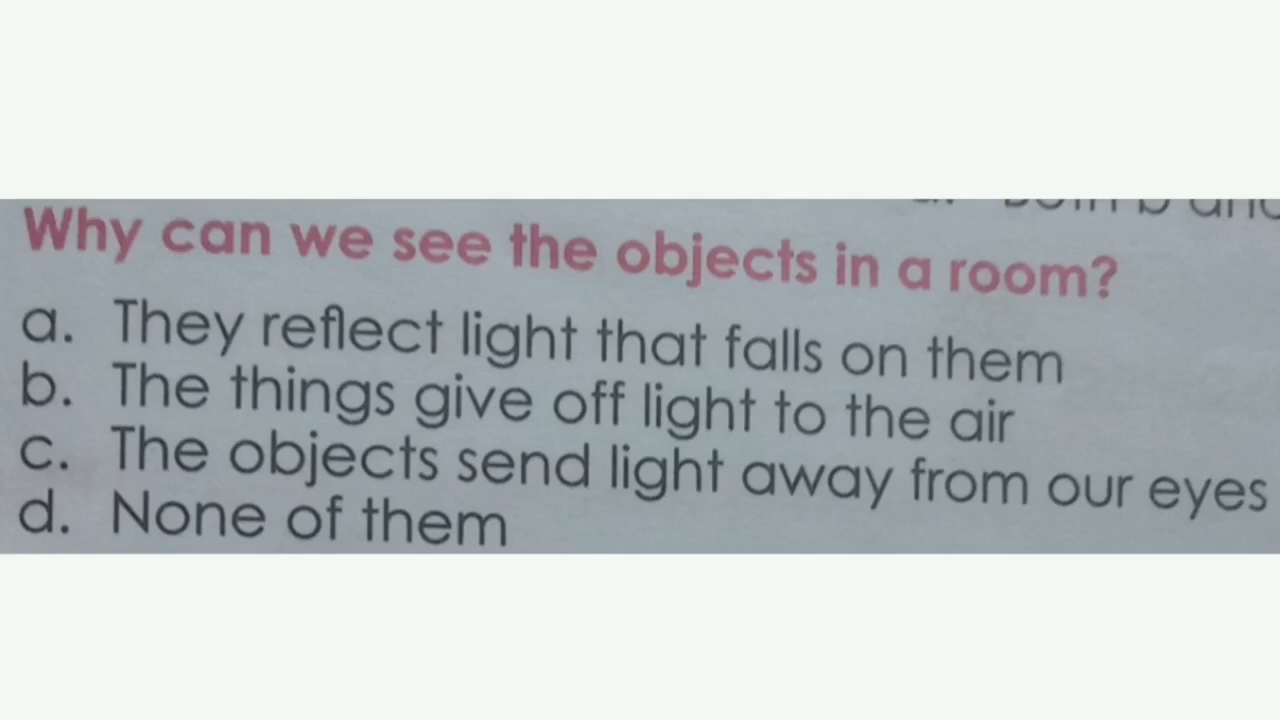 Why can we see the objects in a room?
a. They reflect light that falls on them
b. The things give off light to the air
c. The objects send light away from our eyes
d. None of them